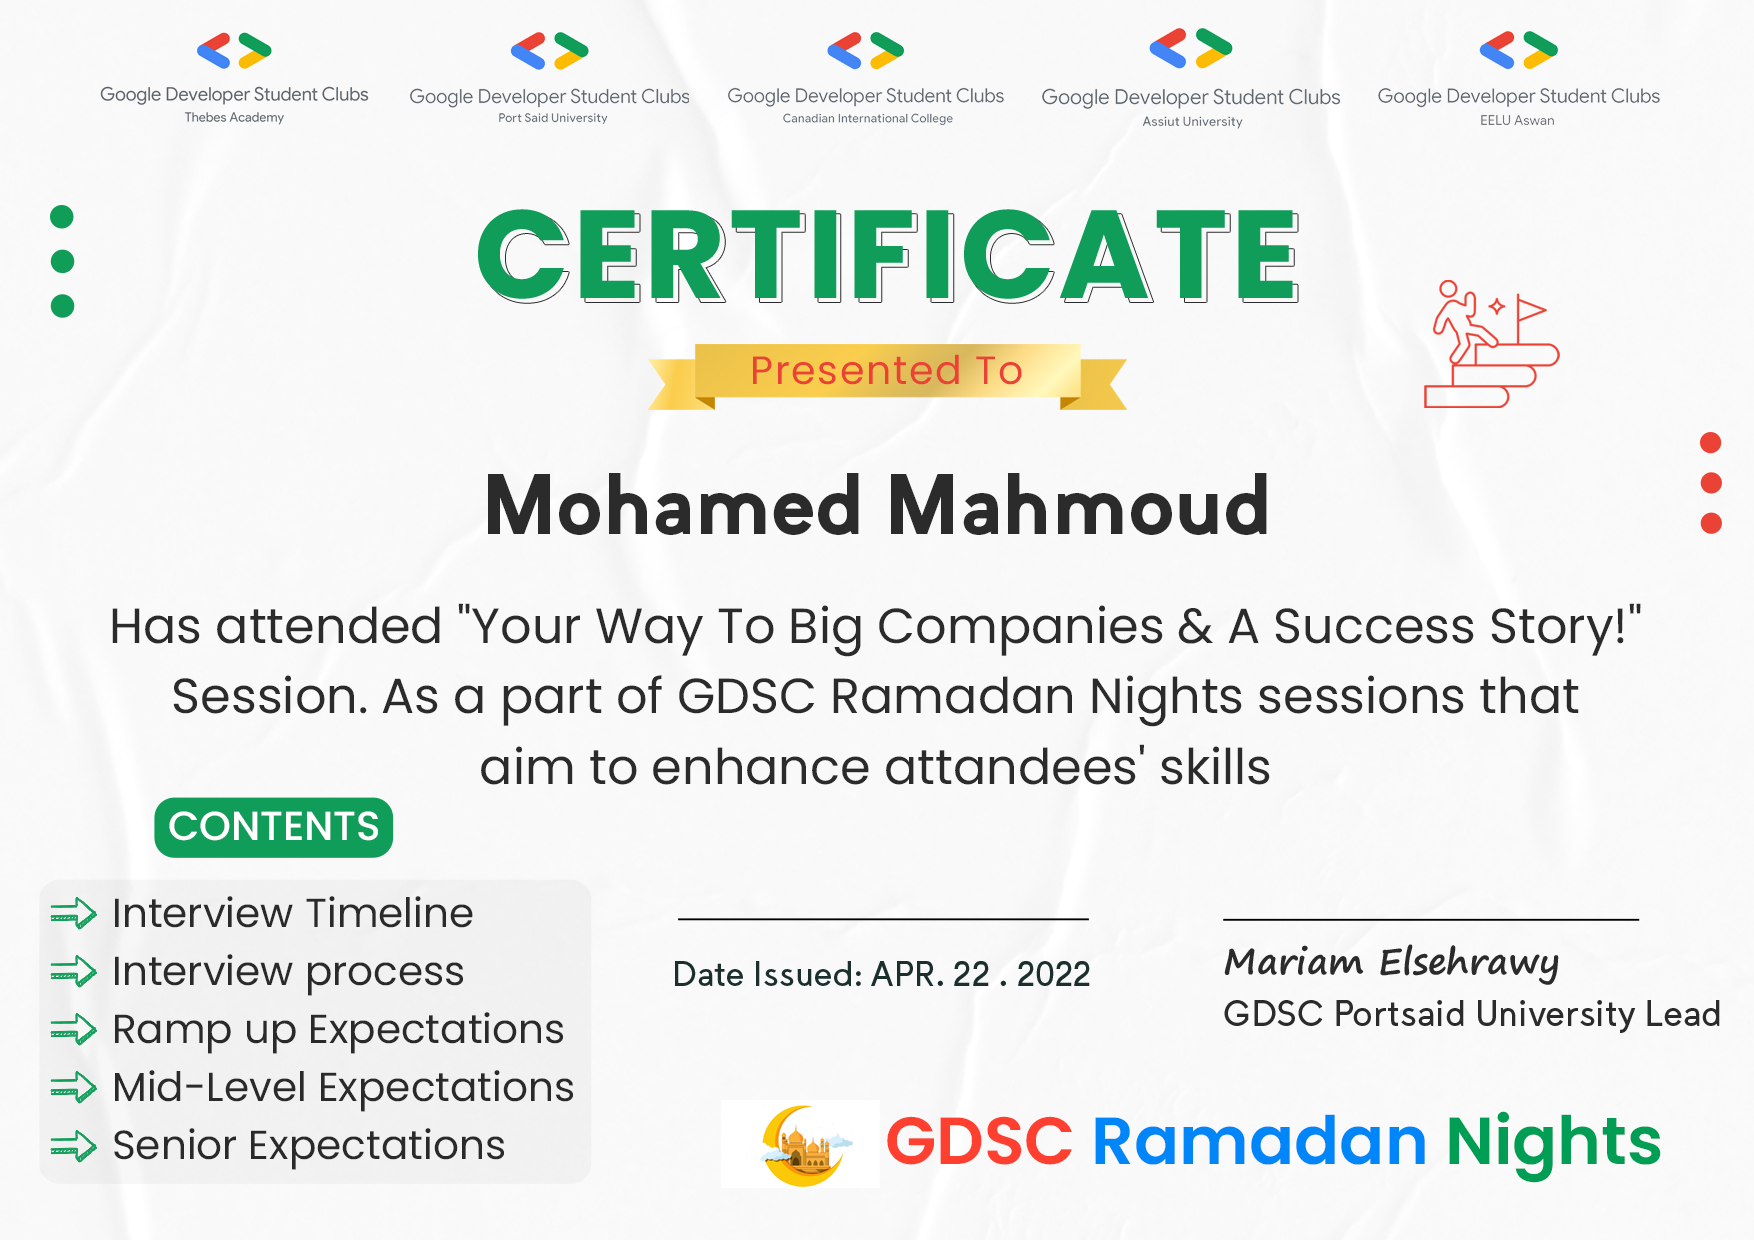 Google Developer Student Clubs
Thebes Academy
Google Developer Student Clubs
Port Said University
Google Developer Student Clubs
Canadian International College
Google Developer Student Clubs
Assiut University
Google Developer Student Clubs
EELU Aswan
CERTIFICATE
Presented To
Mohamed Mahmoud
Has attended "Your Way To Big Companies & A Success Story!"
Session. As a part of GDSC Ramadan Nights sessions that
aim to enhance attandees' skills
CONTENTS
Interview Timeline
Interview process
Ramp up Expectations
Mid-Level Expectations
Senior Expectations
Date Issued: APR. 22 . 2022
Mariam Elsehrawy
GDSC Portsaid University Lead
GDSC Ramadan Nights